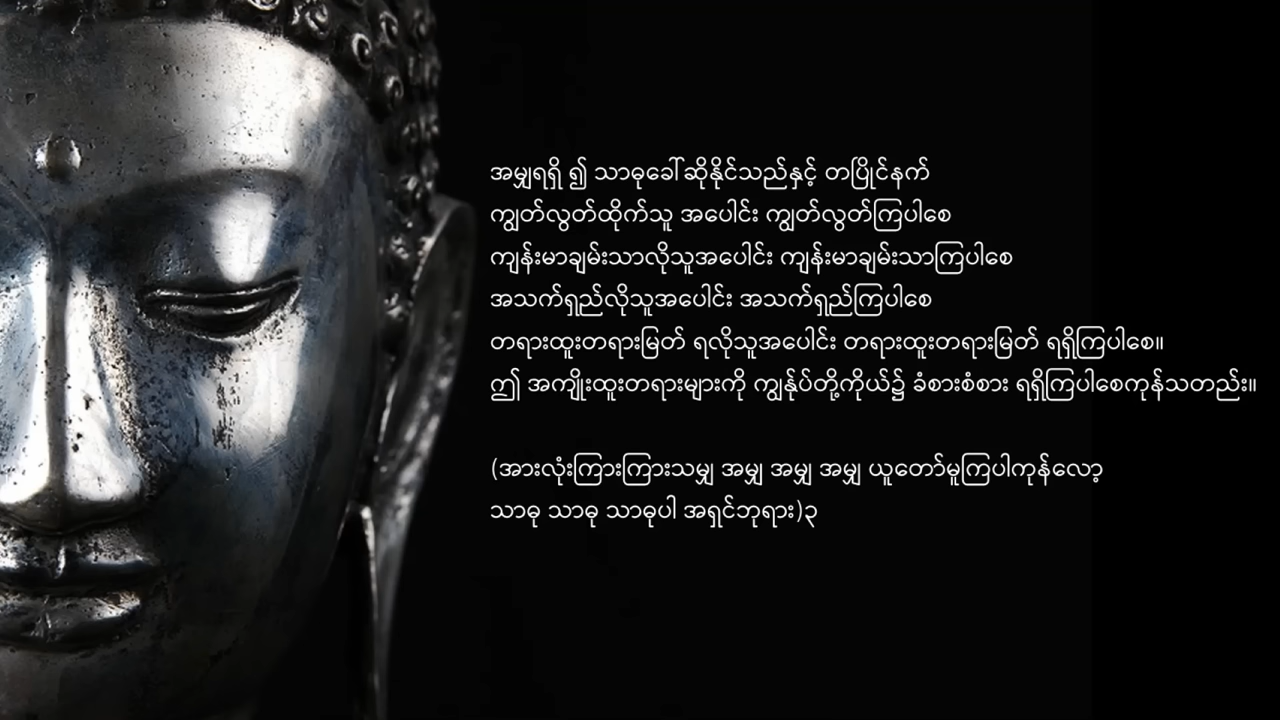 အမျှရရှိ ၍ သာဓုခေါ်ဆိုနိုင်သည်နှင့် တပြိုင်နက်
ကျွတ်လွတ်ထိုက်သူ အပေါင်း ကျွတ်လွတ်ကြပါစေ
ကျန်းမာချမ်းသာလိုသူအပေါင်း ကျန်းမာချမ်းသာကြပါစေ
အသက်ရှည်လိုသူအပေါင်း အသက်ရှည်ကြပါစေ
တရားထူးတရားမြတ် ရလိုသူအပေါင်း တရားထူးတရားမြတ် ရရှိကြပါစေ။
ဤ အကျိုးထူးတရားများကို ကျွန်ုပ်တို့ကိုယ်၌ ခံစားစံစား ရရှိကြပါစေကုန်သတည်း။
(အားလုံးကြားကြားသမျှ အမျှ အမျှ အမျှ ယူတော်မူကြပါကုန်လော့
သာဓု သာဓု သာဓုပါ အရှင်ဘုရား)၃